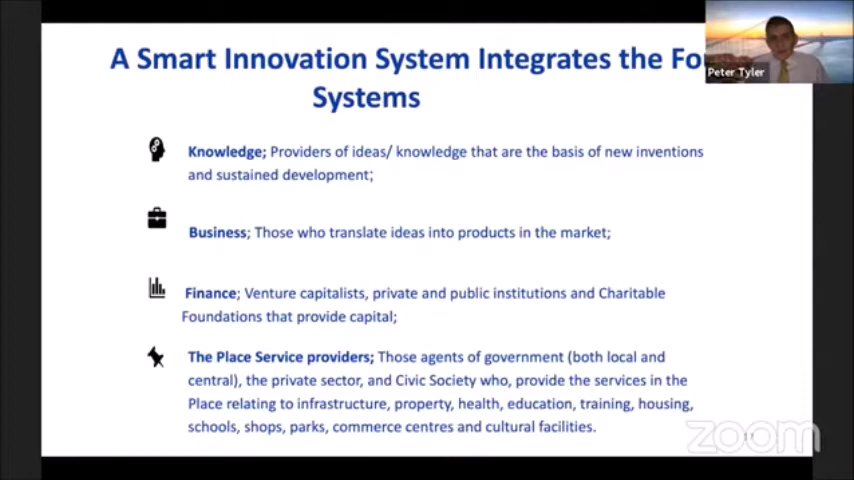 A Smart Innovation System Integrates the Fo
Systems
Peter Tyler
Knowledge; Providers of ideas/ knowledge that are the basis of new inventions
and sustained development;
Business; Those who translate ideas into products in the market;
Finance; Venture capitalists, private and public institutions and Charitable
Foundations that provide capital;
The Place Service providers; Those agents of government (both local and
central), the private sector, and Civic Society who, provide the services in the
Place relating to infrastructure, property, health, education, training, housing,
schools, shops, parks, commerce centres and cultural facilities.
zoom